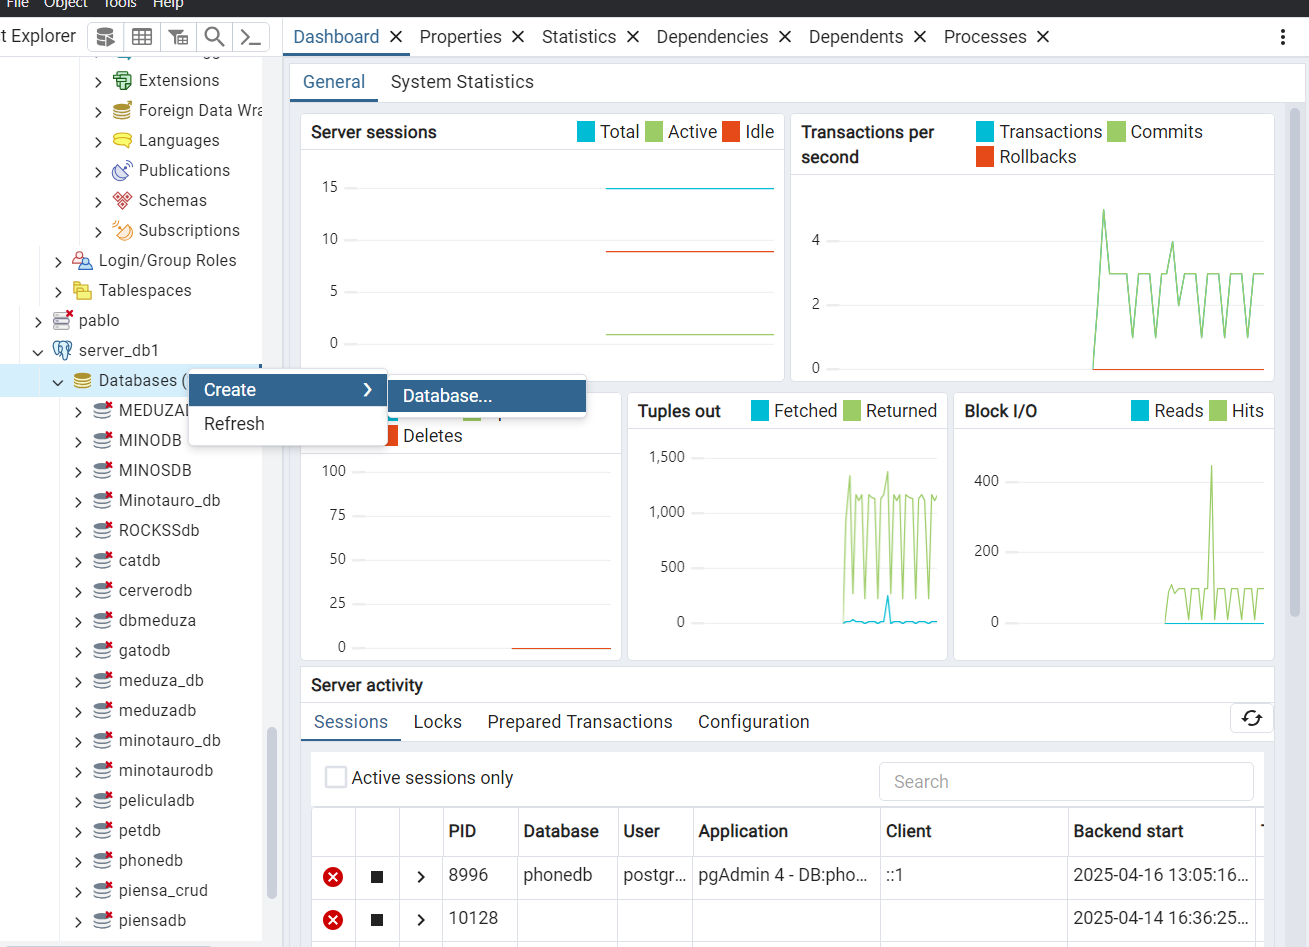 File Object Tools Help
t Explorer
Dashboard Properties Statistics Dependencies Dependents Processes
General System Statistics
Extensions
Foreign Data Wra
Languages
Publications
Schemas
Subscriptions
Login/Group Roles
Tablespaces
pablo
server_db1
Databases (
MEDUZAD
MINODB
MINOSDB
Minotauro_db
ROCKSSdb
catdb
cerverodb
dbmeduza
gatodb
meduza_db
meduzadb
minotauro_db
minotaurodb
peliculadb
petdb
phonedb
piensa_crud
piensadb
Create
Refresh
Database...
Server sessions
Total Active Idle
15
10
5
0
Transactions per
second
Transactions Commits
Rollbacks
4
2
0
Deletes
100
75
50
25
0
Tuples out
Fetched Returned
1,500
1,000
500
0
Block I/O
Reads Hits
400
200
0
Server activity
Sessions Locks Prepared Transactions Configuration
Active sessions only
Search
PID Database User Application Client Backend start
8996 phonedb postgr... pgAdmin 4 - DB:pho... ::1 2025-04-16 13:05:16...
10128 2025-04-14 16:36:25...